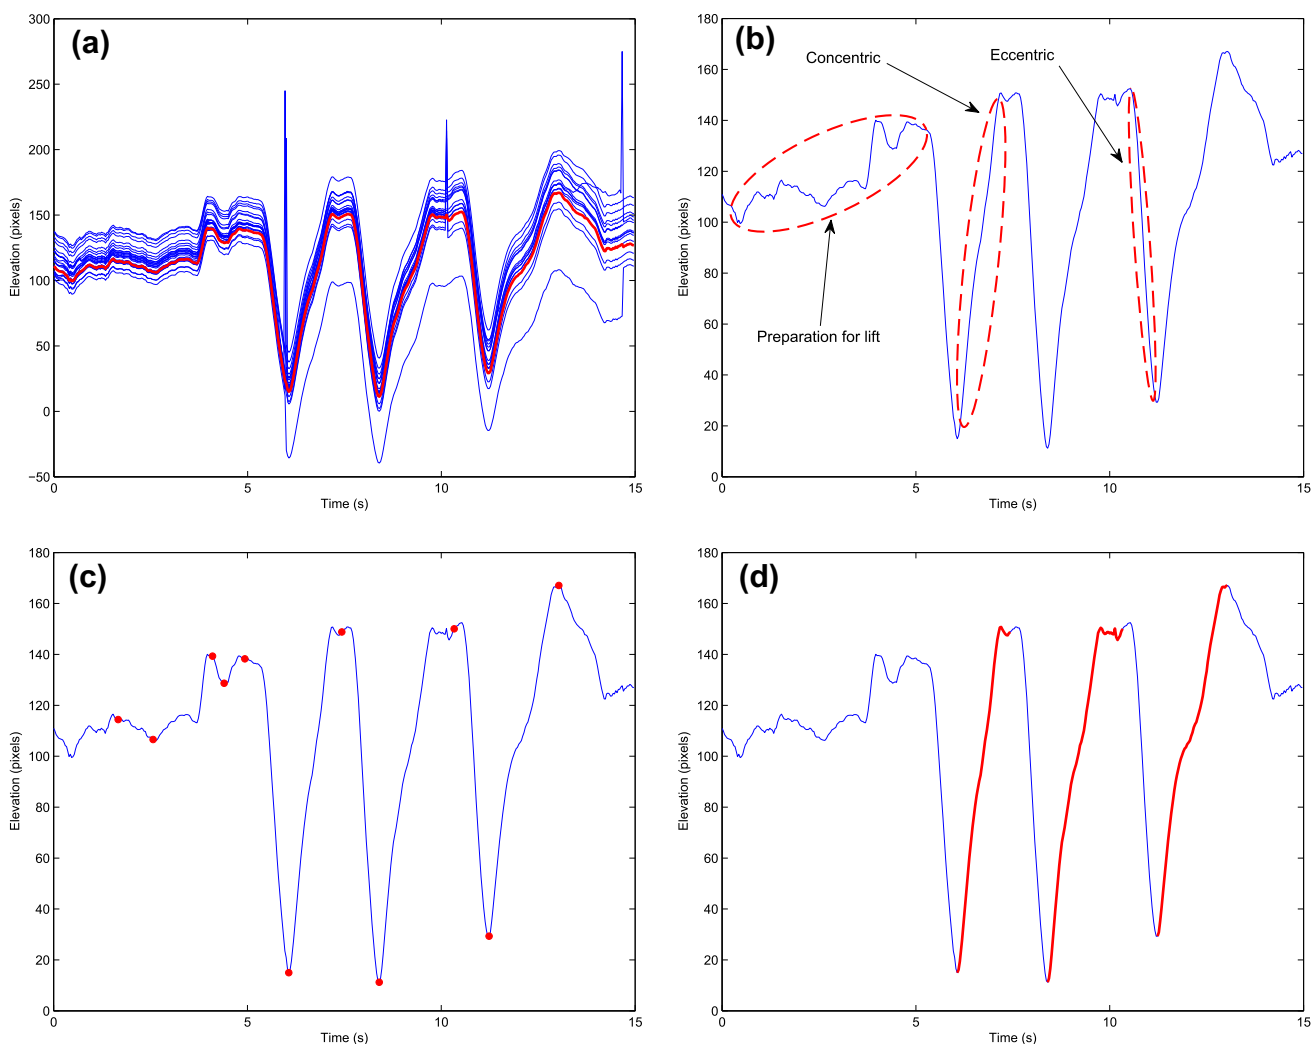 (a)
300
250
200
150
100
50
0
−50
Elevation (pixels)
0 5 10 15
Time (s)
(b)
180
160
140
120
100
80
60
40
20
0
Elevation (pixels)
Concentric
Eccentric
Preparation for lift
0 5 10 15
Time (s)
(c)
180
160
140
120
100
80
60
40
20
0
Elevation (pixels)
0 5 10 15
Time (s)
(d)
180
160
140
120
100
80
60
40
20
0
Elevation (pixels)
0 5 10 15
Time (s)